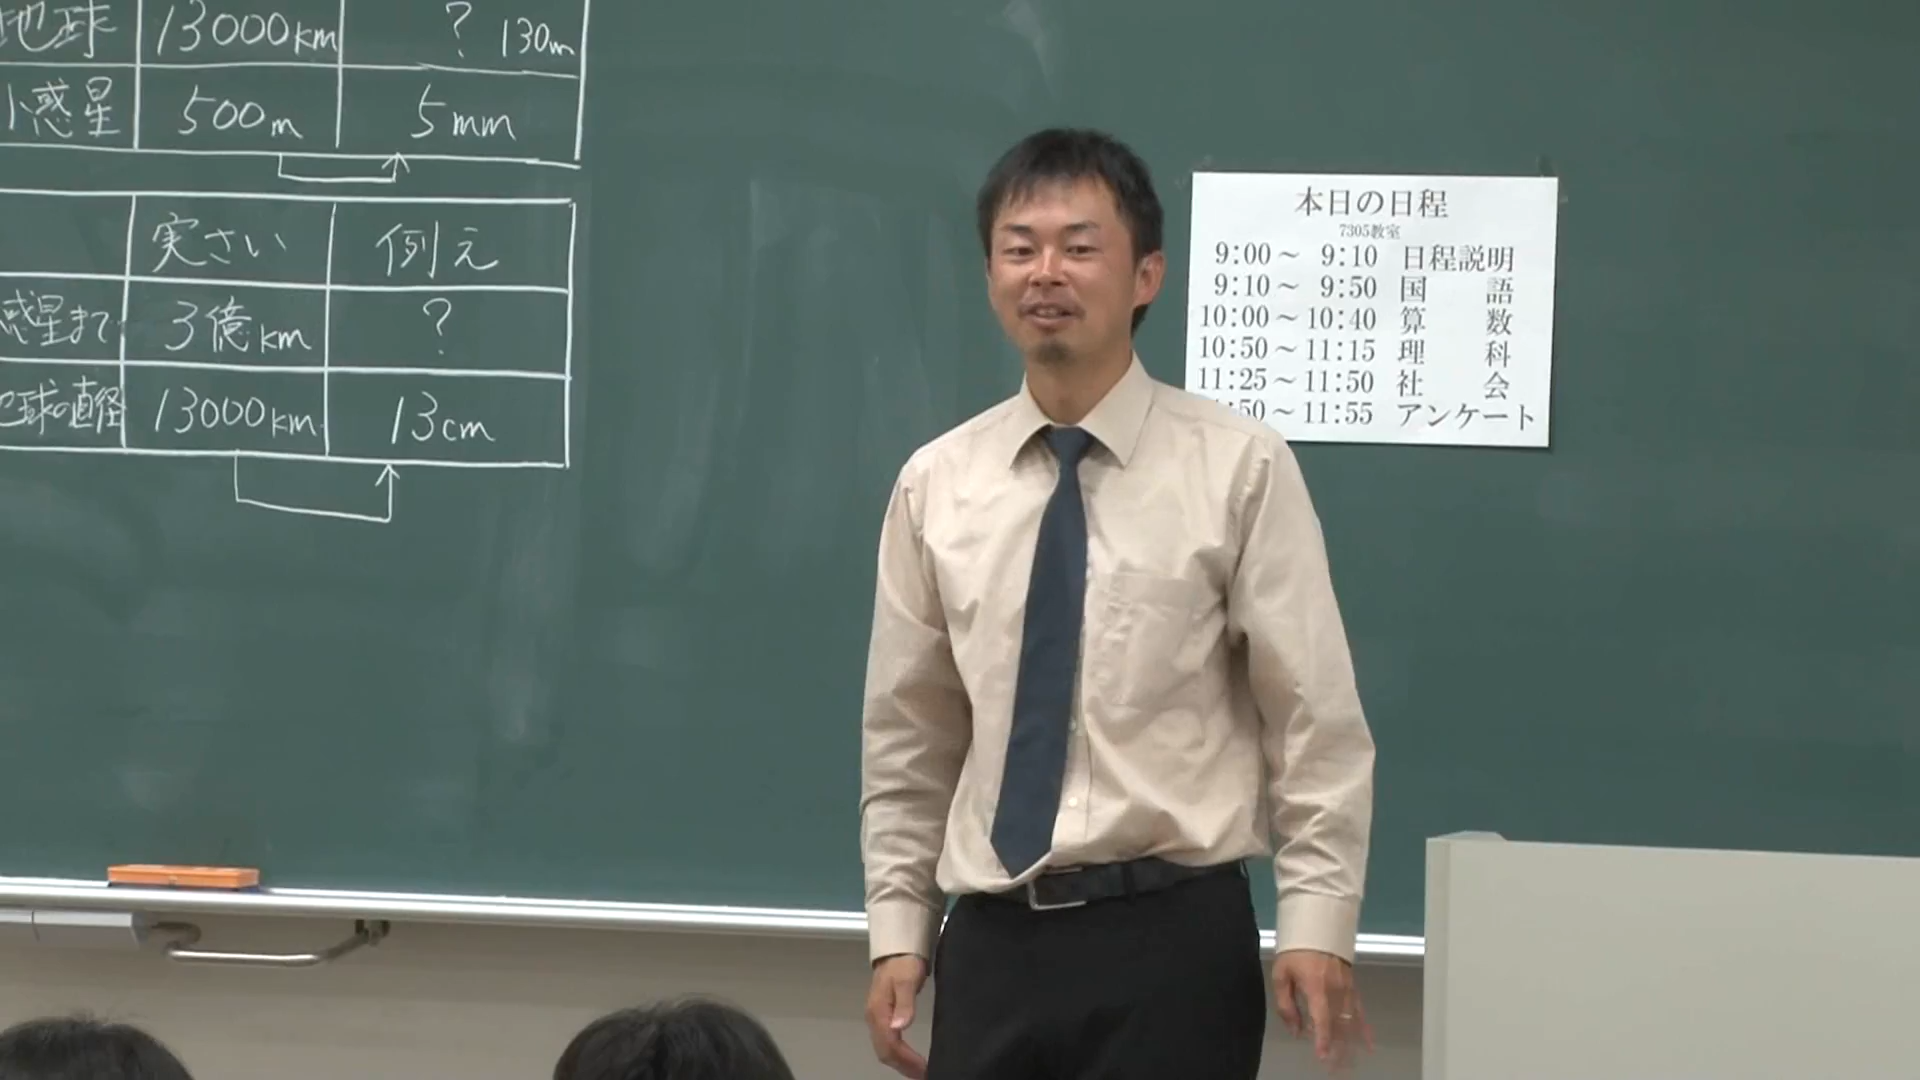 地球 13000km ? 130m
小惑星 500m 5mm
実さい 例え
惑星まで 3億km ?
地球の直径 13000km 13cm
本日の日程
7305教室
9:00～ 9:10 日程説明
9:10～ 9:50 国語
10:00～10:40 算数
10:50～11:15 理科
11:25～11:50 社会
:50～11:55 アンケート